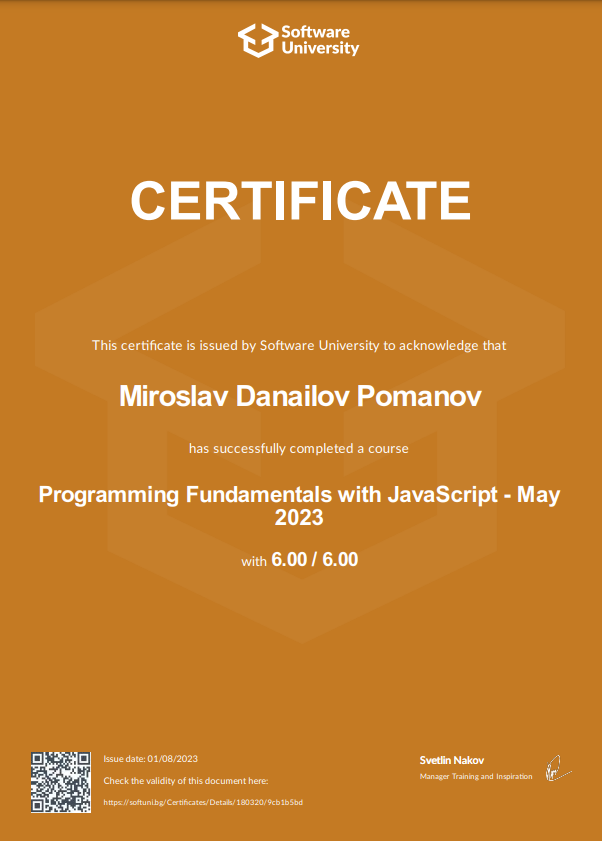 Software
University
CERTIFICATE
This certificate is issued by Software University to acknowledge that
Miroslav Danailov Pomanov
has successfully completed a course
Programming Fundamentals with JavaScript - May
2023
with 6.00 / 6.00
Issue date: 01/08/2023
Check the validity of this document here:
https://softuni.bg/Certificates/Details/180320/9cb1b5bd
Svetlin Nakov
Manager Training and Inspiration